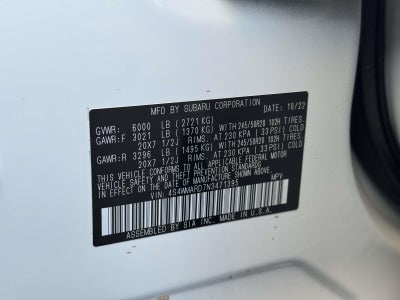 MFD BY SUBARU CORPORATION DATE: 10/22
GVWR: 6000 LB (2721 KG)
GAWR:F 3021 LB (1370 KG) WITH 245/50R20 102H TIRES.
20X7 1/2J RIMS. AT 230 KPA (33 PSI) COLD
GAWR:R 3296 LB (1495 KG) WITH 245/50R20 102H TIRES.
20X7 1/2J RIMS. AT 230 KPA (33 PSI) COLD
THIS VEHICLE CONFORMS TO ALL APPLICABLE FEDERAL MOTOR
VEHICLE SAFETY, BUMPER, AND THEFT PREVENTION STANDARDS
IN EFFECT ON THE DATE OF MANUFACTURE SHOWN ABOVE.
VIN: 4S4WMARD7N3471395 MPV
ASSEMBLED BY SIA INC. IN U.S.A.